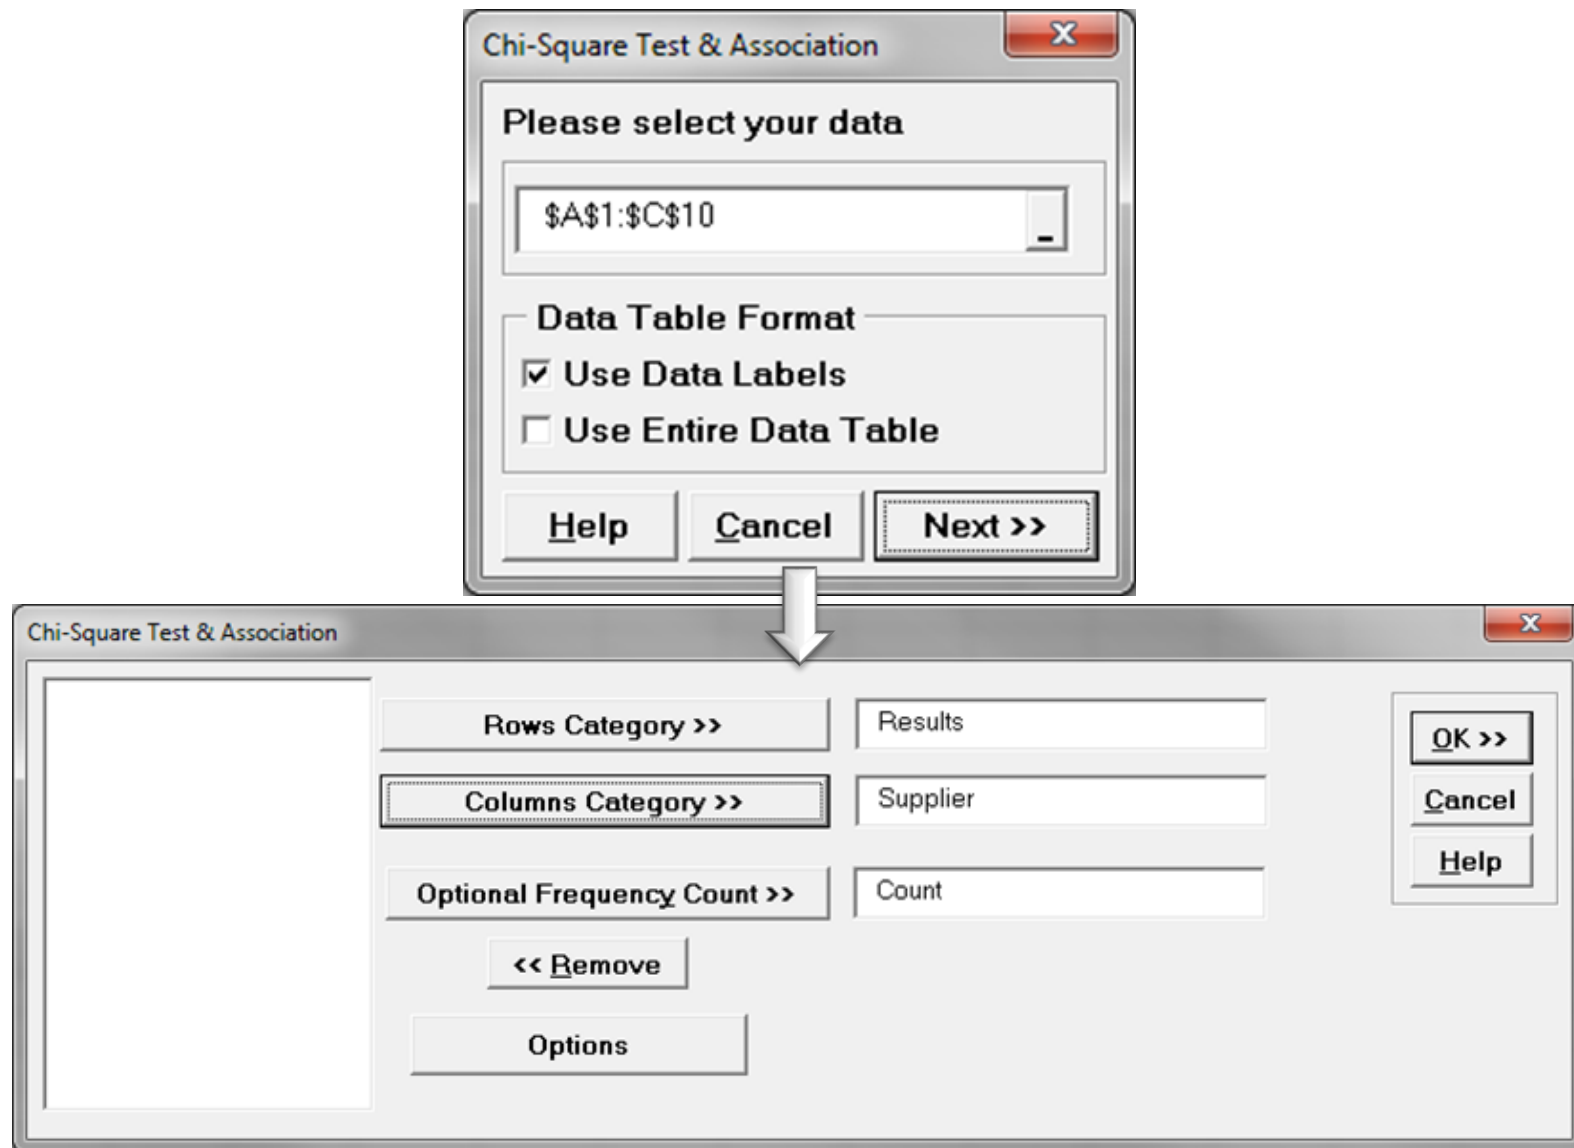 Chi-Square Test & Association
x
Please select your data
$A$1:$C$10
Data Table Format
Use Data Labels
Use Entire Data Table
Help Cancel Next >>
Chi-Square Test & Association
x
Rows Category >> Results
OK >>
Columns Category >> Supplier
Cancel
Help
Optional Frequency Count >> Count
<< Remove
Options